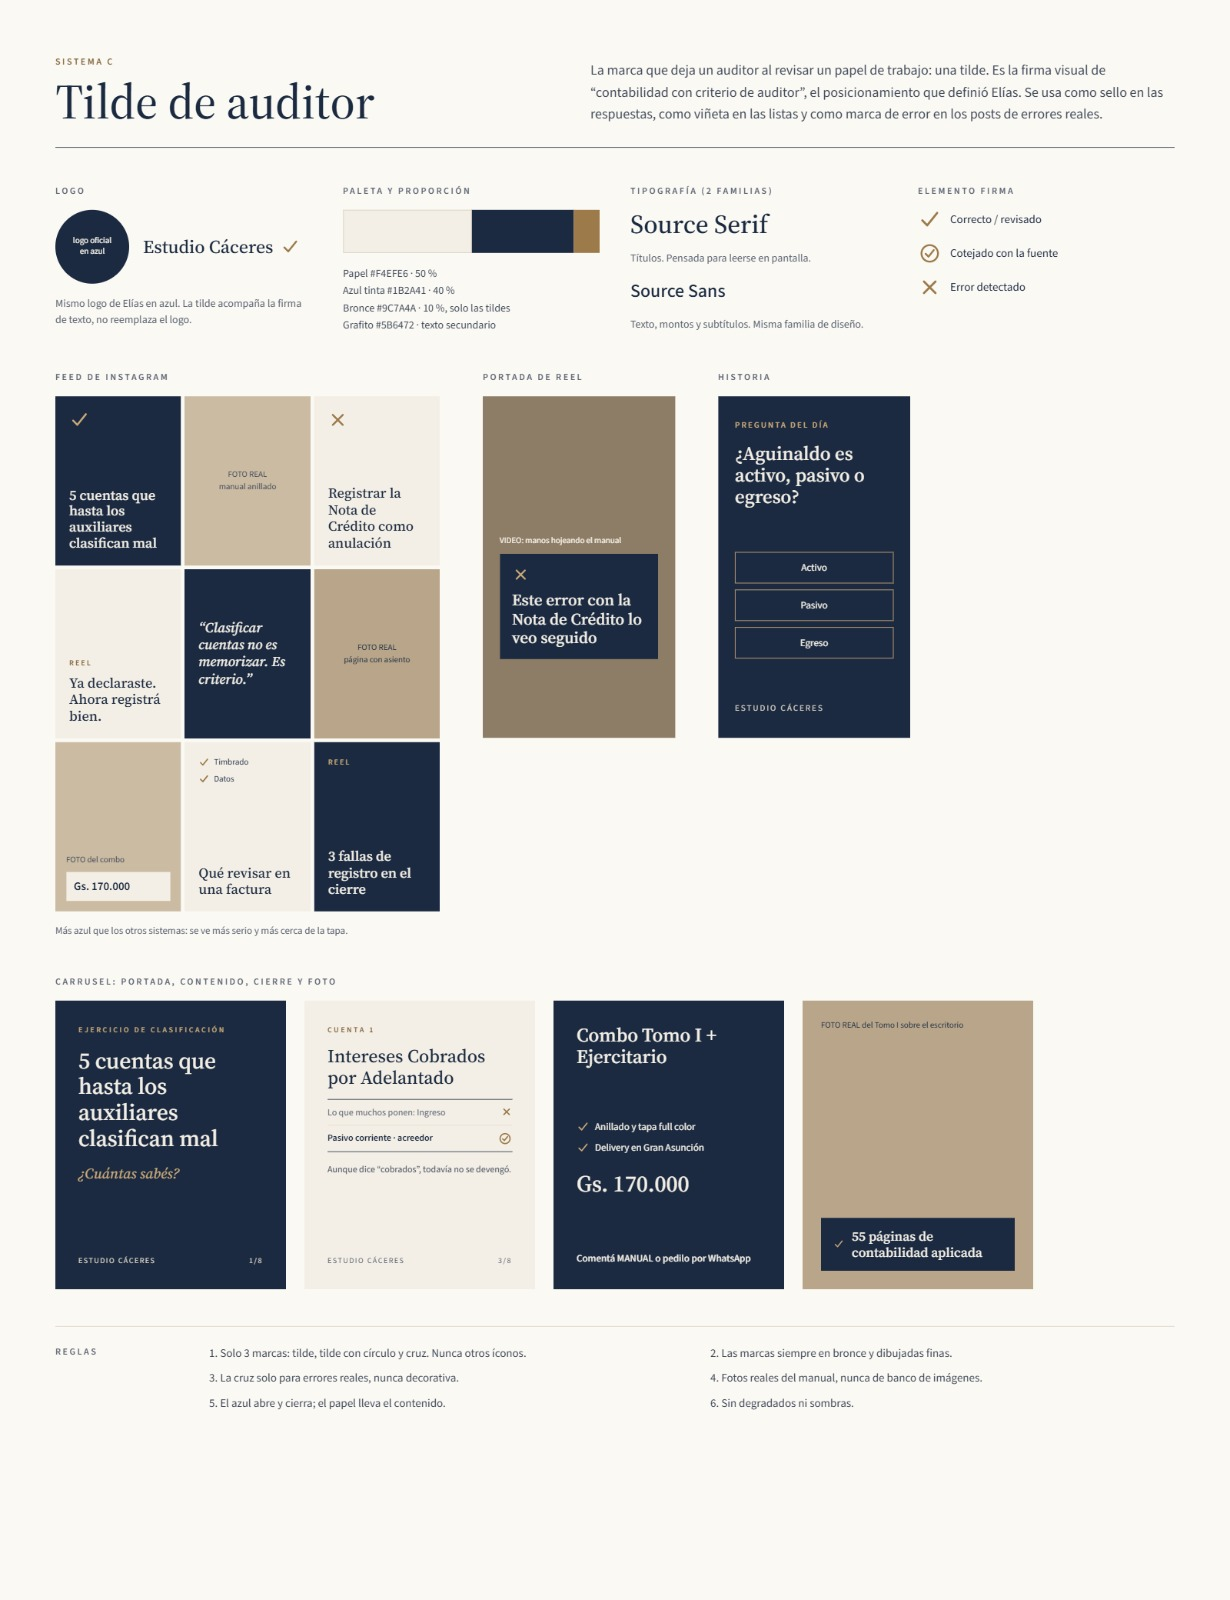 SISTEMA C
Tilde de auditor
La marca que deja un auditor al revisar un papel de trabajo: una tilde. Es la firma visual de
“contabilidad con criterio de auditor”, el posicionamiento que definió Elías. Se usa como sello en las
respuestas, como viñeta en las listas y como marca de error en los posts de errores reales.
LOGO
logo oficial
en azul
Estudio Cáceres
Mismo logo de Elías en azul. La tilde acompaña la firma
de texto, no reemplaza el logo.
PALETA Y PROPORCIÓN
Papel #F4EFE6 · 50 %
Azul tinta #1B2A41 · 40 %
Bronce #9C7A4A · 10 %, solo las tildes
Grafito #5B6472 · texto secundario
TIPOGRAFÍA (2 FAMILIAS)
Source Serif
Títulos. Pensada para leerse en pantalla.
Source Sans
Texto, montos y subtítulos. Misma familia de diseño.
ELEMENTO FIRMA
Correcto / revisado
Cotejado con la fuente
Error detectado
FEED DE INSTAGRAM
5 cuentas que
hasta los
auxiliares
clasifican mal
FOTO REAL
manual anillado
Registrar la
Nota de
Crédito como
anulación
REEL
Ya declaraste.
Ahora registrá
bien.
“Clasificar
cuentas no es
memorizar. Es
criterio.”
FOTO REAL
página con asiento
FOTO del combo
Gs. 170.000
Timbrado
Datos
Qué revisar en
una factura
REEL
3 fallas de
registro en el
cierre
Más azul que los otros sistemas: se ve más serio y más cerca de la tapa.
PORTADA DE REEL
VIDEO: manos hojeando el manual
Este error con la
Nota de Crédito lo
veo seguido
HISTORIA
PREGUNTA DEL DÍA
¿Aguinaldo es
activo, pasivo o
egreso?
Activo
Pasivo
Egreso
ESTUDIO CÁCERES
CARRUSEL: PORTADA, CONTENIDO, CIERRE Y FOTO
EJERCICIO DE CLASIFICACIÓN
5 cuentas que
hasta los
auxiliares
clasifican mal
¿Cuántas sabés?
ESTUDIO CÁCERES 1/8
CUENTA 1
Intereses Cobrados
por Adelantado
Lo que muchos ponen: Ingreso
Pasivo corriente · acreedor
Aunque dice “cobrados”, todavía no se devengó.
ESTUDIO CÁCERES 3/8
Combo Tomo I +
Ejercitario
Anillado y tapa full color
Delivery en Gran Asunción
Gs. 170.000
Comentá MANUAL o pedilo por WhatsApp
FOTO REAL del Tomo I sobre el escritorio
55 páginas de
contabilidad aplicada
REGLAS
1. Solo 3 marcas: tilde, tilde con círculo y cruz. Nunca otros íconos.
2. Las marcas siempre en bronce y dibujadas finas.
3. La cruz solo para errores reales, nunca decorativa.
4. Fotos reales del manual, nunca de banco de imágenes.
5. El azul abre y cierra; el papel lleva el contenido.
6. Sin degradados ni sombras.